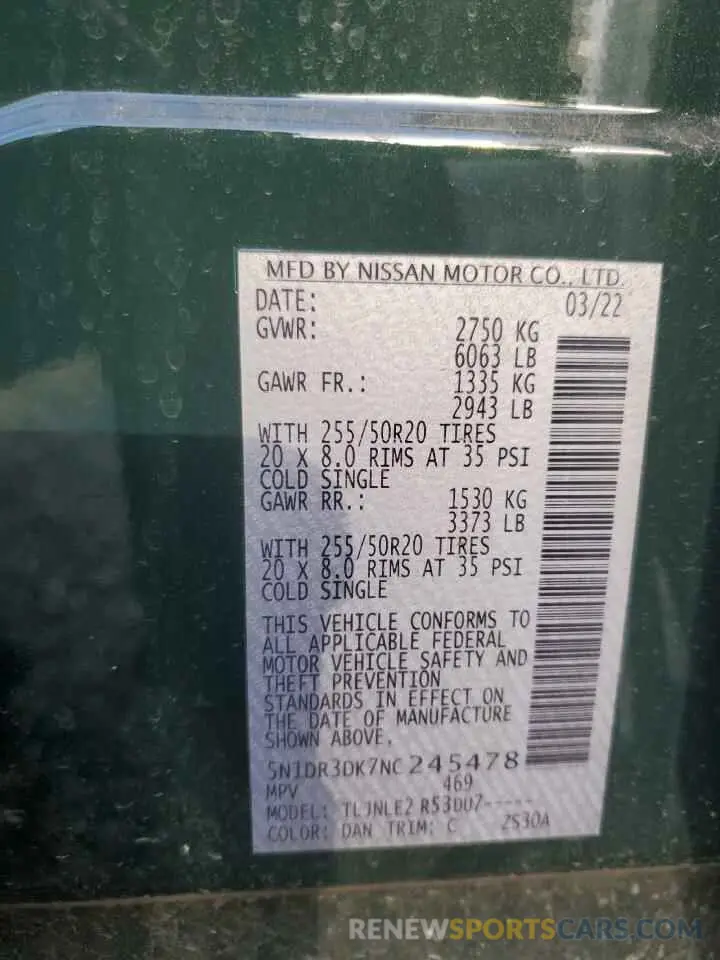 MFD BY NISSAN MOTOR CO., LTD.
DATE: 03/22
GVWR: 2750 KG
6063 LB
GAWR FR.: 1335 KG
2943 LB
WITH 255/50R20 TIRES
20 X 8.0 RIMS AT 35 PSI
COLD SINGLE
GAWR RR.: 1530 KG
3373 LB
WITH 255/50R20 TIRES
20 X 8.0 RIMS AT 35 PSI
COLD SINGLE
THIS VEHICLE CONFORMS TO
ALL APPLICABLE FEDERAL
MOTOR VEHICLE SAFETY AND
THEFT PREVENTION
STANDARDS IN EFFECT ON
THE DATE OF MANUFACTURE
SHOWN ABOVE.
5N1DR3DK7NC245478
MPV 469
MODEL: TLJNLE2 R53DU7-----
COLOR: DAN TRIM: C 2S30A
RENEWSPORTSCARS.COM